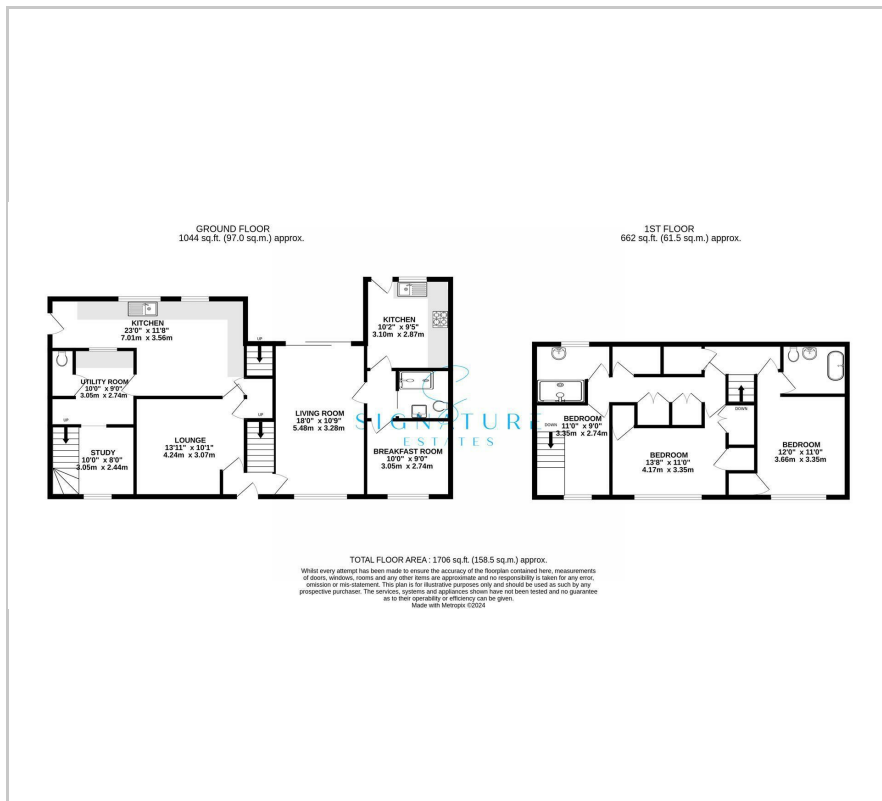 GROUND FLOOR
1044 sq.ft. (97.0 sq.m.) approx.
1ST FLOOR
662 sq.ft. (61.5 sq.m.) approx.
KITCHEN
23'0" x 11'8"
7.01m x 3.56m
KITCHEN
10'2" x 9'5"
3.10m x 2.87m
UP
UTILITY ROOM
10'0" x 9'0"
3.05m x 2.74m
UP
UP
STUDY
10'0" x 8'0"
3.05m x 2.44m
LOUNGE
13'11" x 10'1"
4.24m x 3.07m
LIVING ROOM
18'0" x 10'9"
5.48m x 3.28m
BREAKFAST ROOM
10'0" x 9'0"
3.05m x 2.74m
SIGNATURE
ESTATES
DOWN
BEDROOM
11'0" x 9'0"
3.35m x 2.74m
BEDROOM
13'8" x 11'0"
4.17m x 3.35m
DOWN
BEDROOM
12'0" x 11'0"
3.66m x 3.35m
TOTAL FLOOR AREA : 1706 sq.ft. (158.5 sq.m.) approx.
Whilst every attempt has been made to ensure the accuracy of the floorplan contained here, measurements
of doors, windows, rooms and any other items are approximate and no responsibility is taken for any error,
omission or mis-statement. This plan is for illustrative purposes only and should be used as such by any
prospective purchaser. The services, systems and appliances shown have not been tested and no guarantee
as to their operability or efficiency can be given.
Made with Metropix ©2024